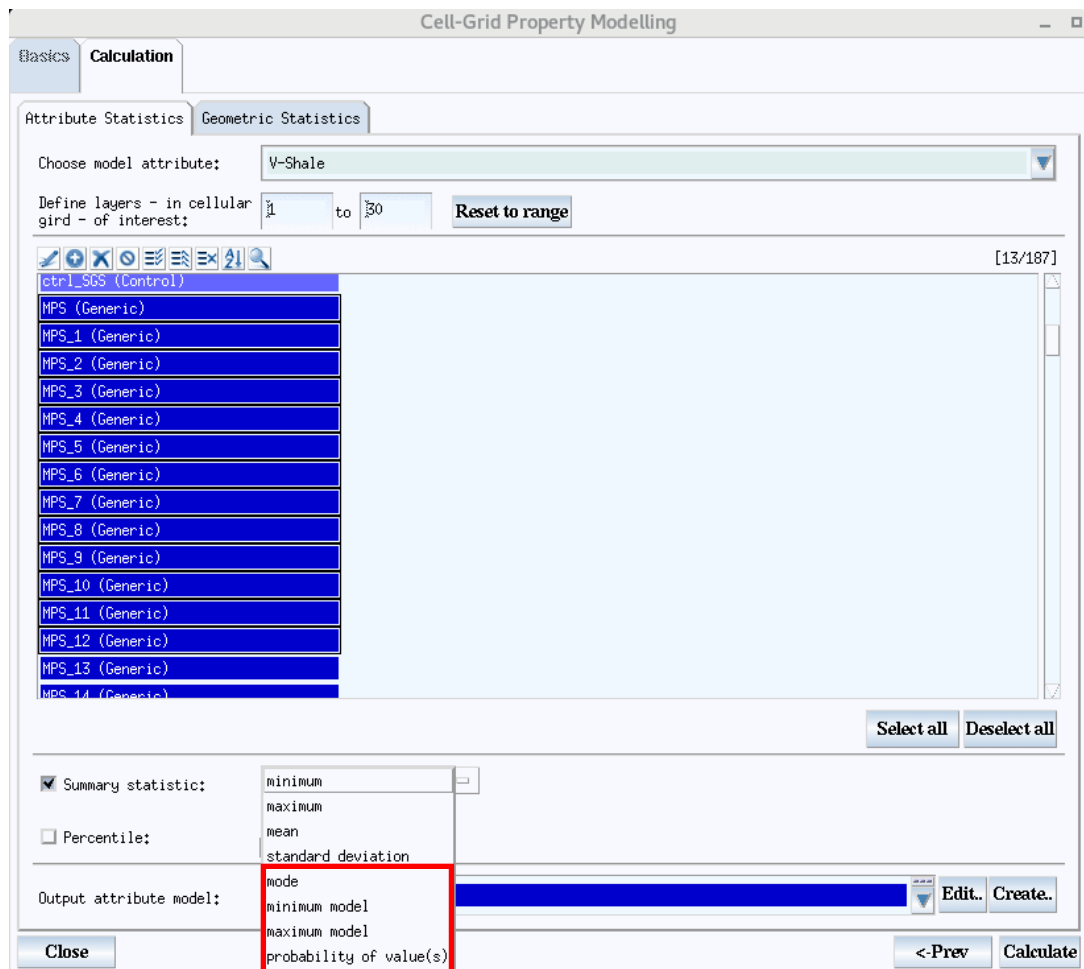 Cell-Grid Property Modelling
Basics
Calculation
Attribute Statistics
Geometric Statistics
Choose model attribute:
V-Shale
Define layers - in cellular
gird - of interest:
1
to
30
Reset to range
[13/187]
ctrl_SGS (Control)
MPS (Generic)
MPS_1 (Generic)
MPS_2 (Generic)
MPS_3 (Generic)
MPS_4 (Generic)
MPS_5 (Generic)
MPS_6 (Generic)
MPS_7 (Generic)
MPS_8 (Generic)
MPS_9 (Generic)
MPS_10 (Generic)
MPS_11 (Generic)
MPS_12 (Generic)
MPS_13 (Generic)
MPS_14 (Generic)
Select all
Deselect all
Summary statistic:
minimum
maximum
mean
standard deviation
mode
minimum model
maximum model
probability of value(s)
Percentile:
Output attribute model:
Edit..
Create..
Close
<-Prev
Calculate